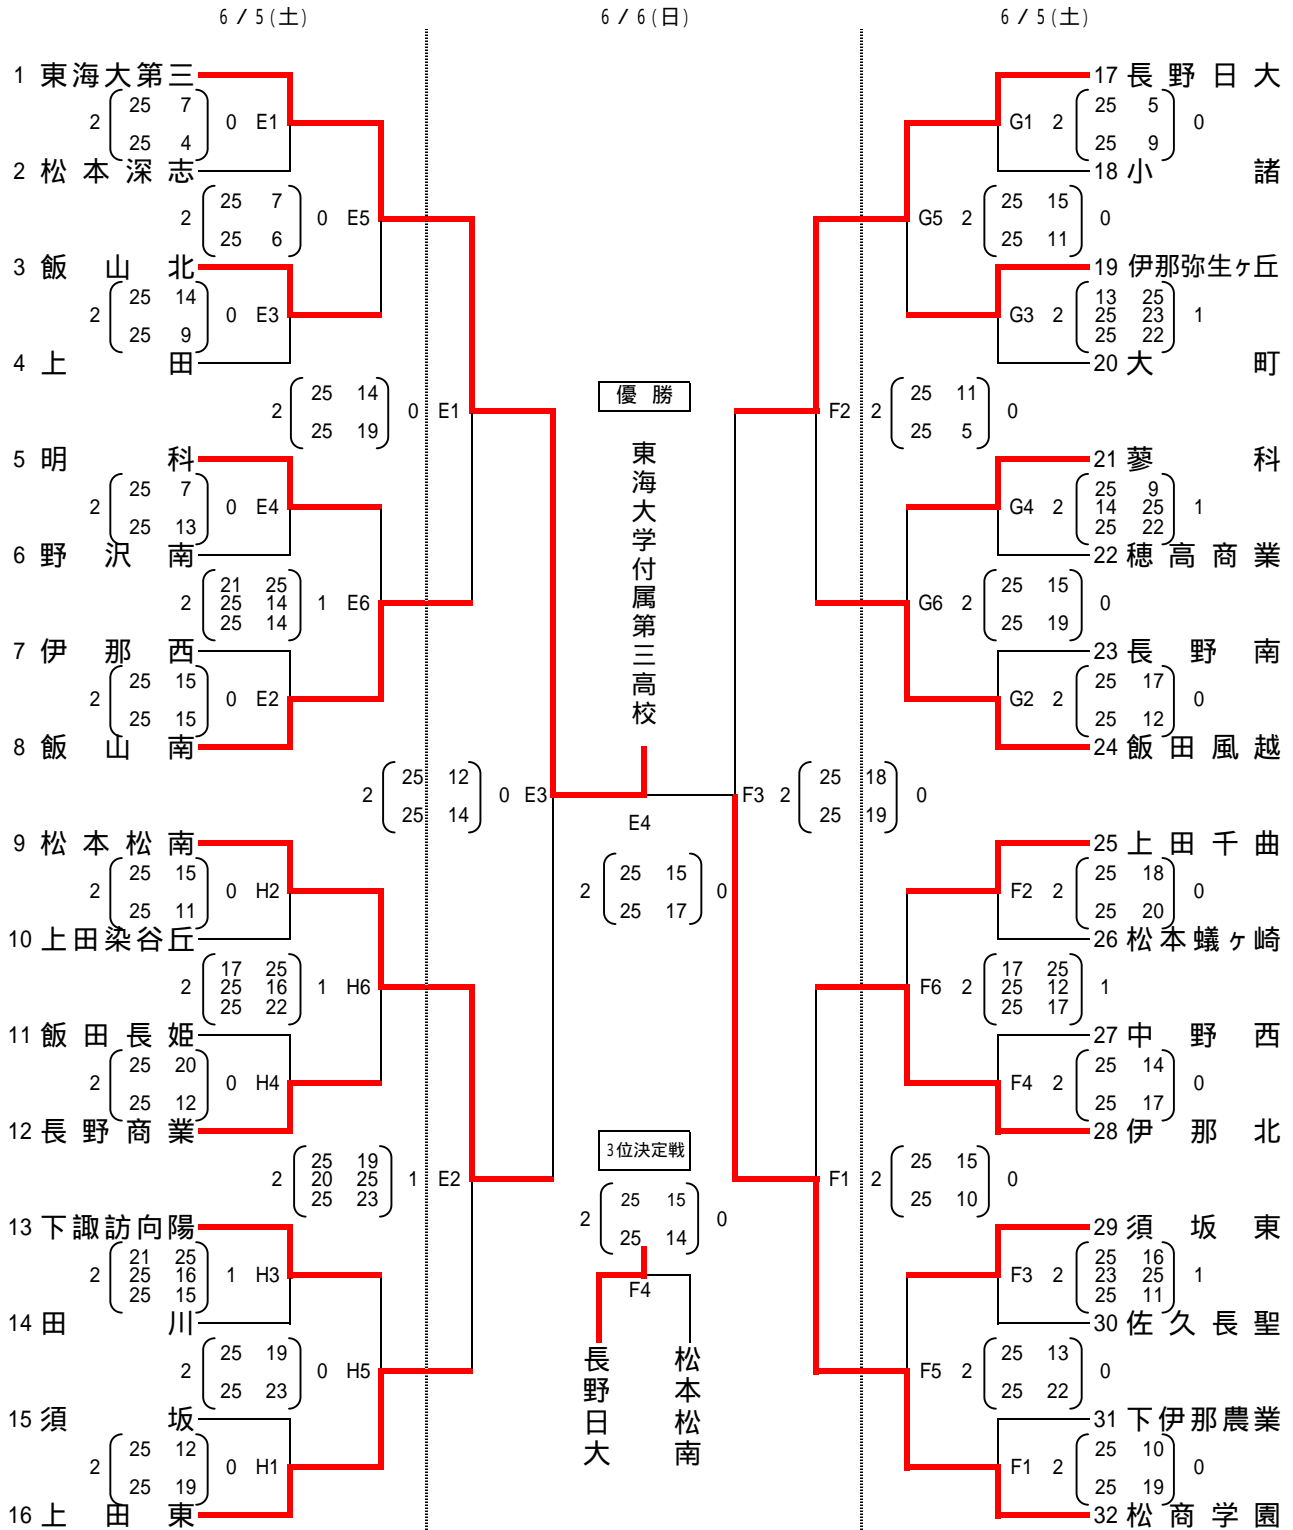 6 / 5 (土)
6 / 6 (日)
6 / 5 (土)
1 東海大第三
2 25 7 0 E1
25 4
2 松本深志
2 25 7 0 E5
25 6
3 飯山北
2 25 14 0 E3
25 9
4 上田
2 25 14 0 E1
25 19
5 明科
2 25 7 0 E4
25 13
6 野沢南
2 21 25 1 E6
25 14
25 14
7 伊那西
2 25 15 0 E2
25 15
8 飯山南
2 25 12 0 E3
25 14
9 松本松南
2 25 15 0 H2
25 11
10 上田染谷丘
2 17 25 1 H6
25 16
25 22
11 飯田長姫
2 25 20 0 H4
25 12
12 長野商業
2 25 19 1 E2
20 25
25 23
13 下諏訪向陽
2 21 25 1 H3
25 16
25 15
14 田川
2 25 19 0 H5
25 23
15 須坂
2 25 12 0 H1
25 19
16 上田東
優勝
東海大学付属第三高校
E4
2 25 15 0
25 17
3位決定戦
2 25 15 0
25 14
F4
長野日大
松本松南
17 長野日大
G1 2 25 5 0
25 9
18 小諸
G5 2 25 15 0
25 11
19 伊那弥生ヶ丘
G3 2 13 25 1
25 23
25 22
20 大町
F2 2 25 11 0
25 5
21 蓼科
G4 2 25 9 1
14 25
25 22
22 穂高商業
G6 2 25 15 0
25 19
23 長野南
G2 2 25 17 0
25 12
24 飯田風越
F3 2 25 18 0
25 19
25 上田千曲
F2 2 25 18 0
25 20
26 松本蟻ヶ崎
F6 2 17 25 1
25 12
25 17
27 中野西
F4 2 25 14 0
25 17
28 伊那北
F1 2 25 15 0
25 10
29 須坂東
F3 2 25 16 1
23 25
25 11
30 佐久長聖
F5 2 25 13 0
25 22
31 下伊那農業
F1 2 25 10 0
25 19
32 松商学園